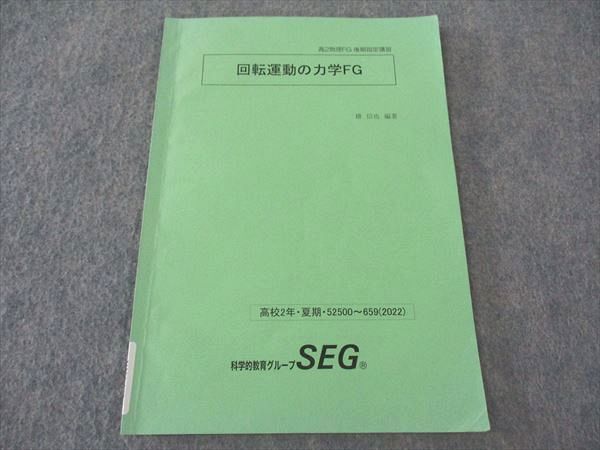 高2物理FG 後期指定講習
回転運動の力学FG
編著
高校2年・夏期・52500～659(2022)
科学的教育グループSEG®